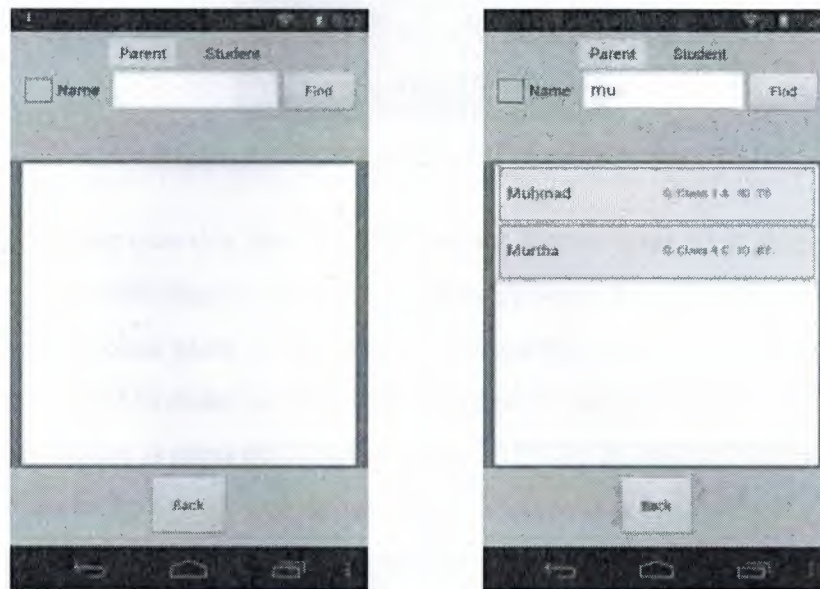 Parent Student
Name Find
Back
Parent Student
Name mu Find
Muhmad
Murtha
Back